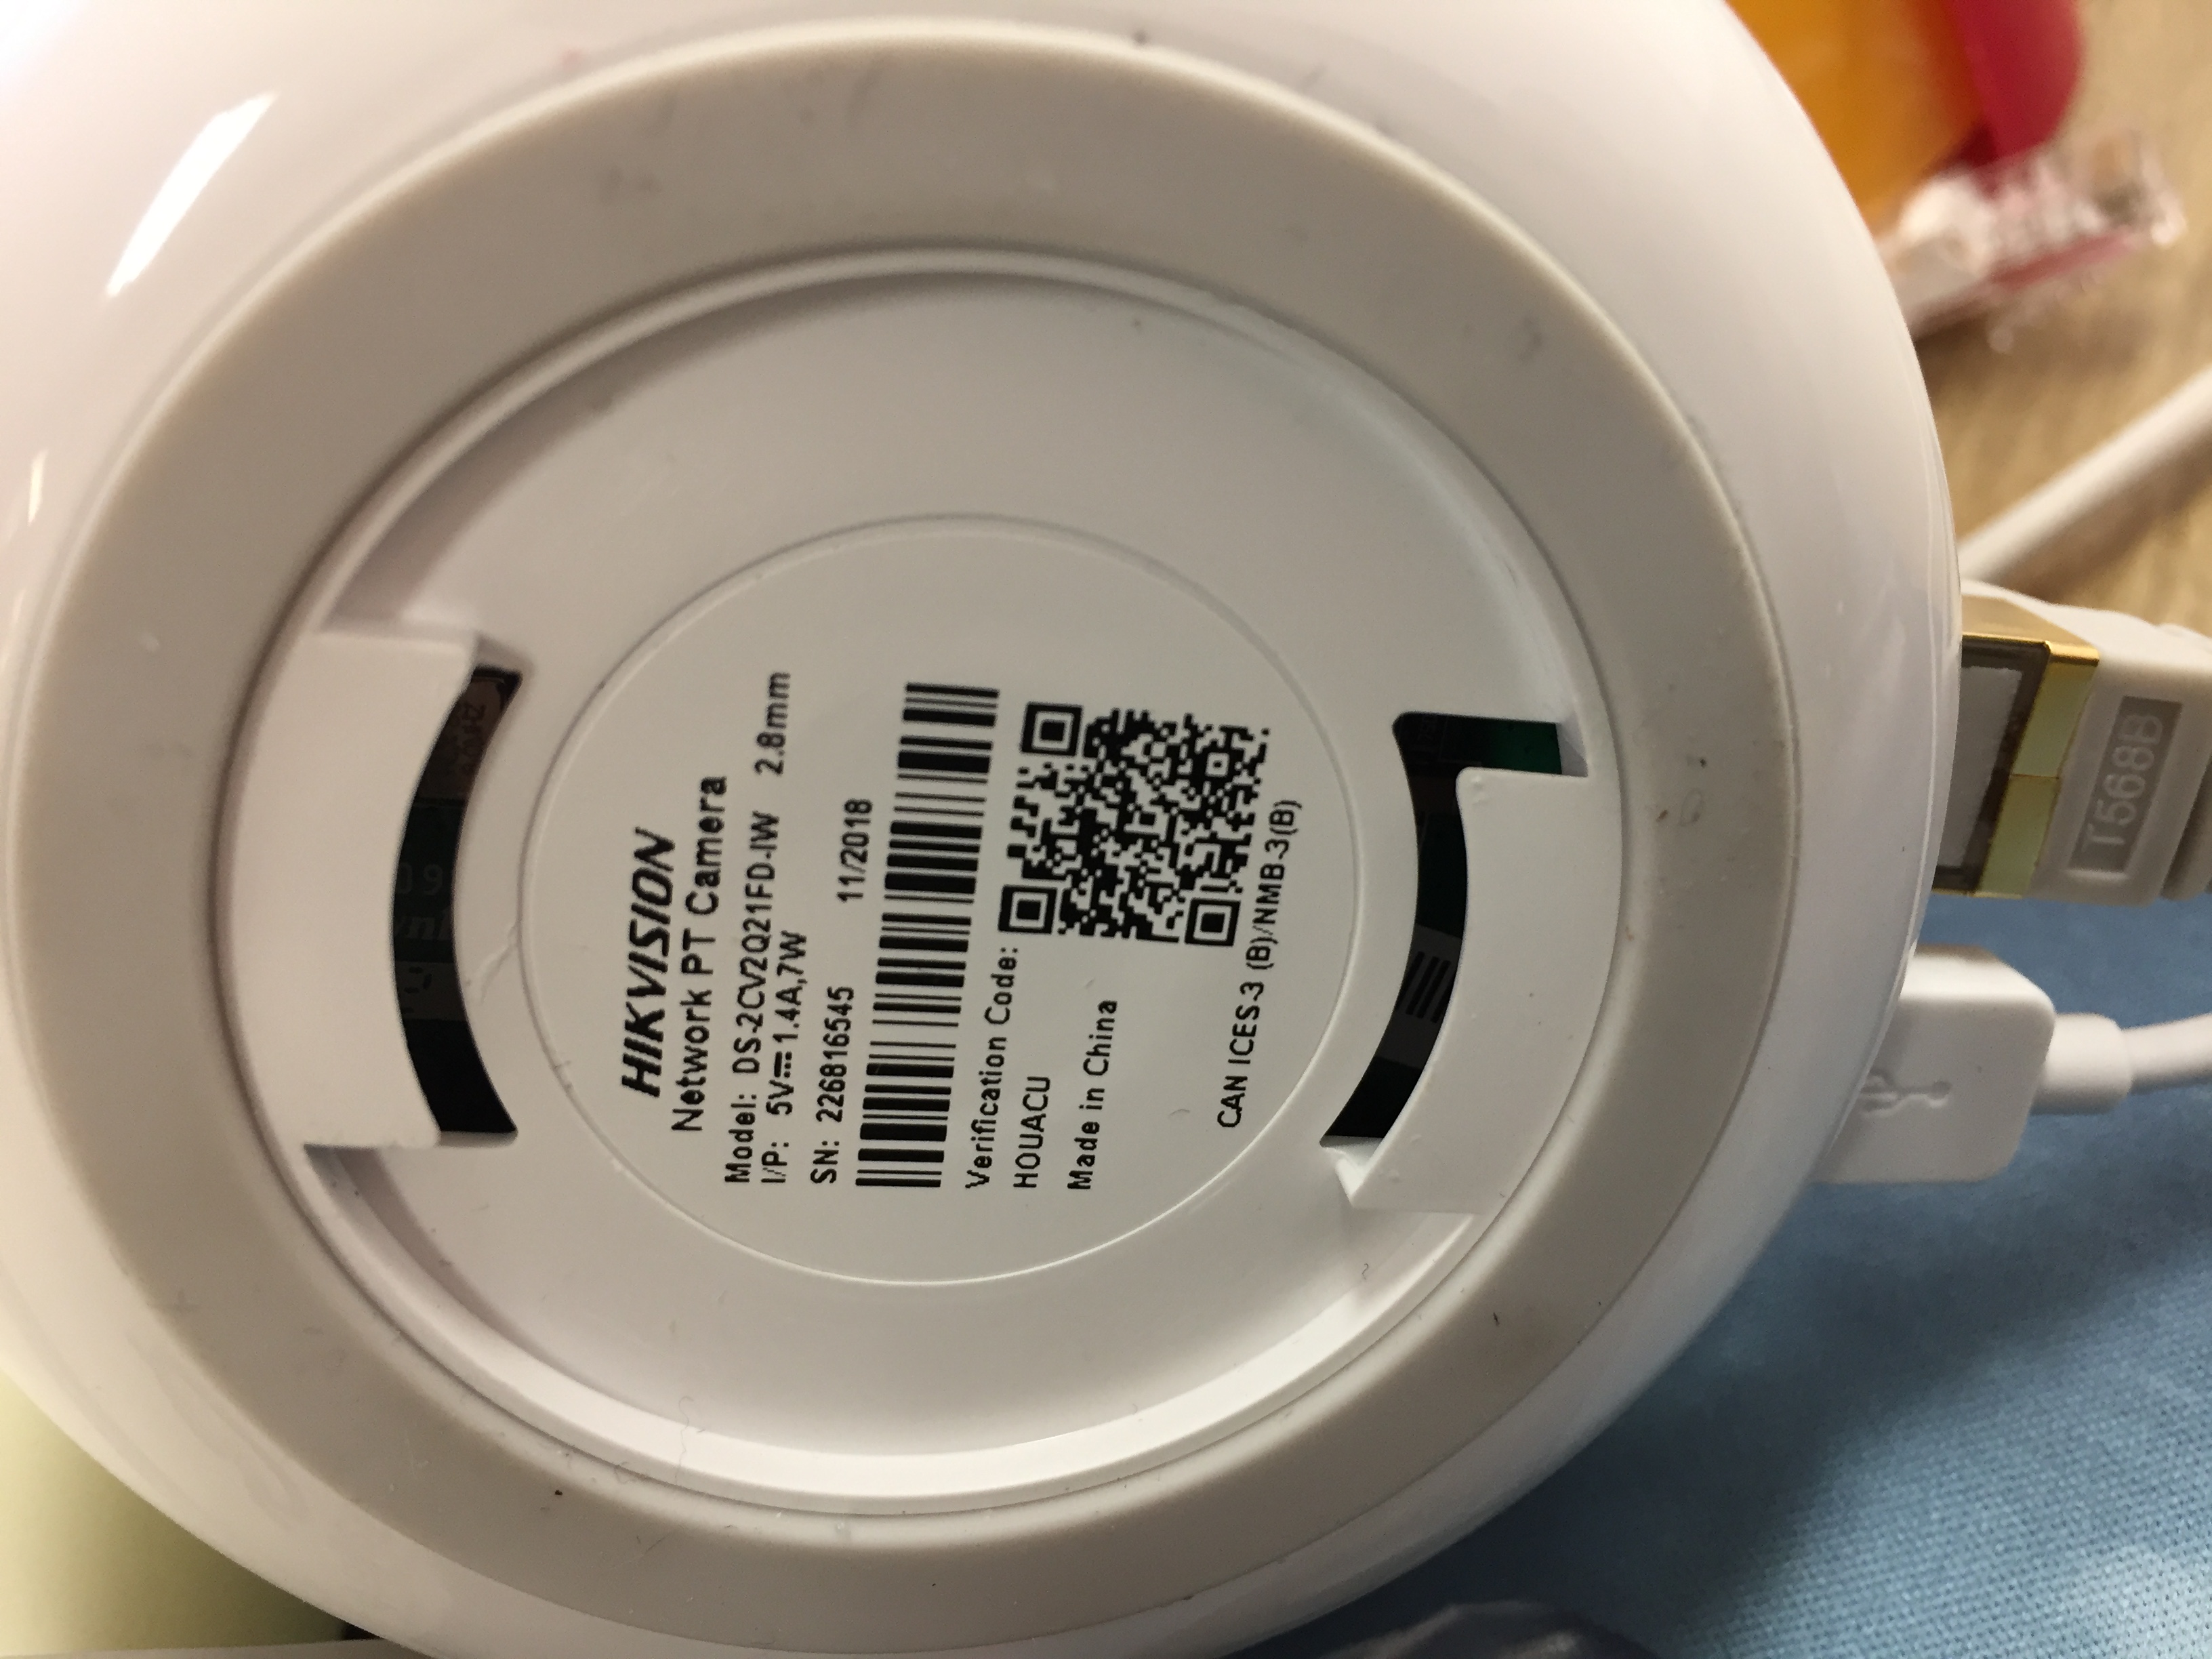 HIKVISION
Network PT Camera
Model: DS-2CV2Q21FD-IW 2.8mm
I/P: 5V⎓1.4A,7W
SN: 226816545 11/2018
Verification Code:
HOUACU
Made in China
CAN ICES-3 (B)/NMB-3(B)
T568B